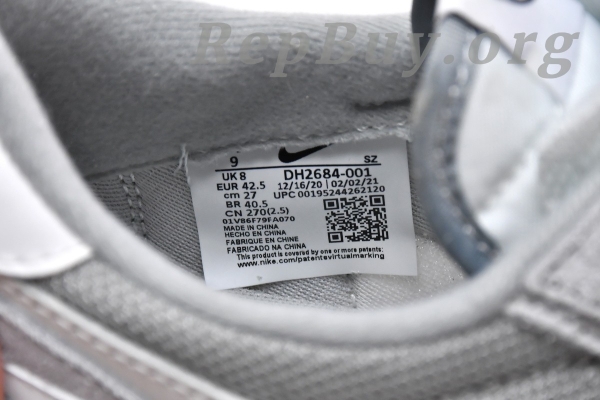 RepBuy.org
9 SZ
UK 8 DH2684-001
EUR 42.5 12/16/20 | 02/02/21
cm 27 UPC 00195244262120
BR 40.5
CN 270(2.5)
01V86F79FA070
MADE IN CHINA
HECHO EN CHINA
FABRIQUE EN CHINE
FABRICADO NA CHINA
This product is covered by one or more patents:
www.nike.com/patentsvirtualmarking